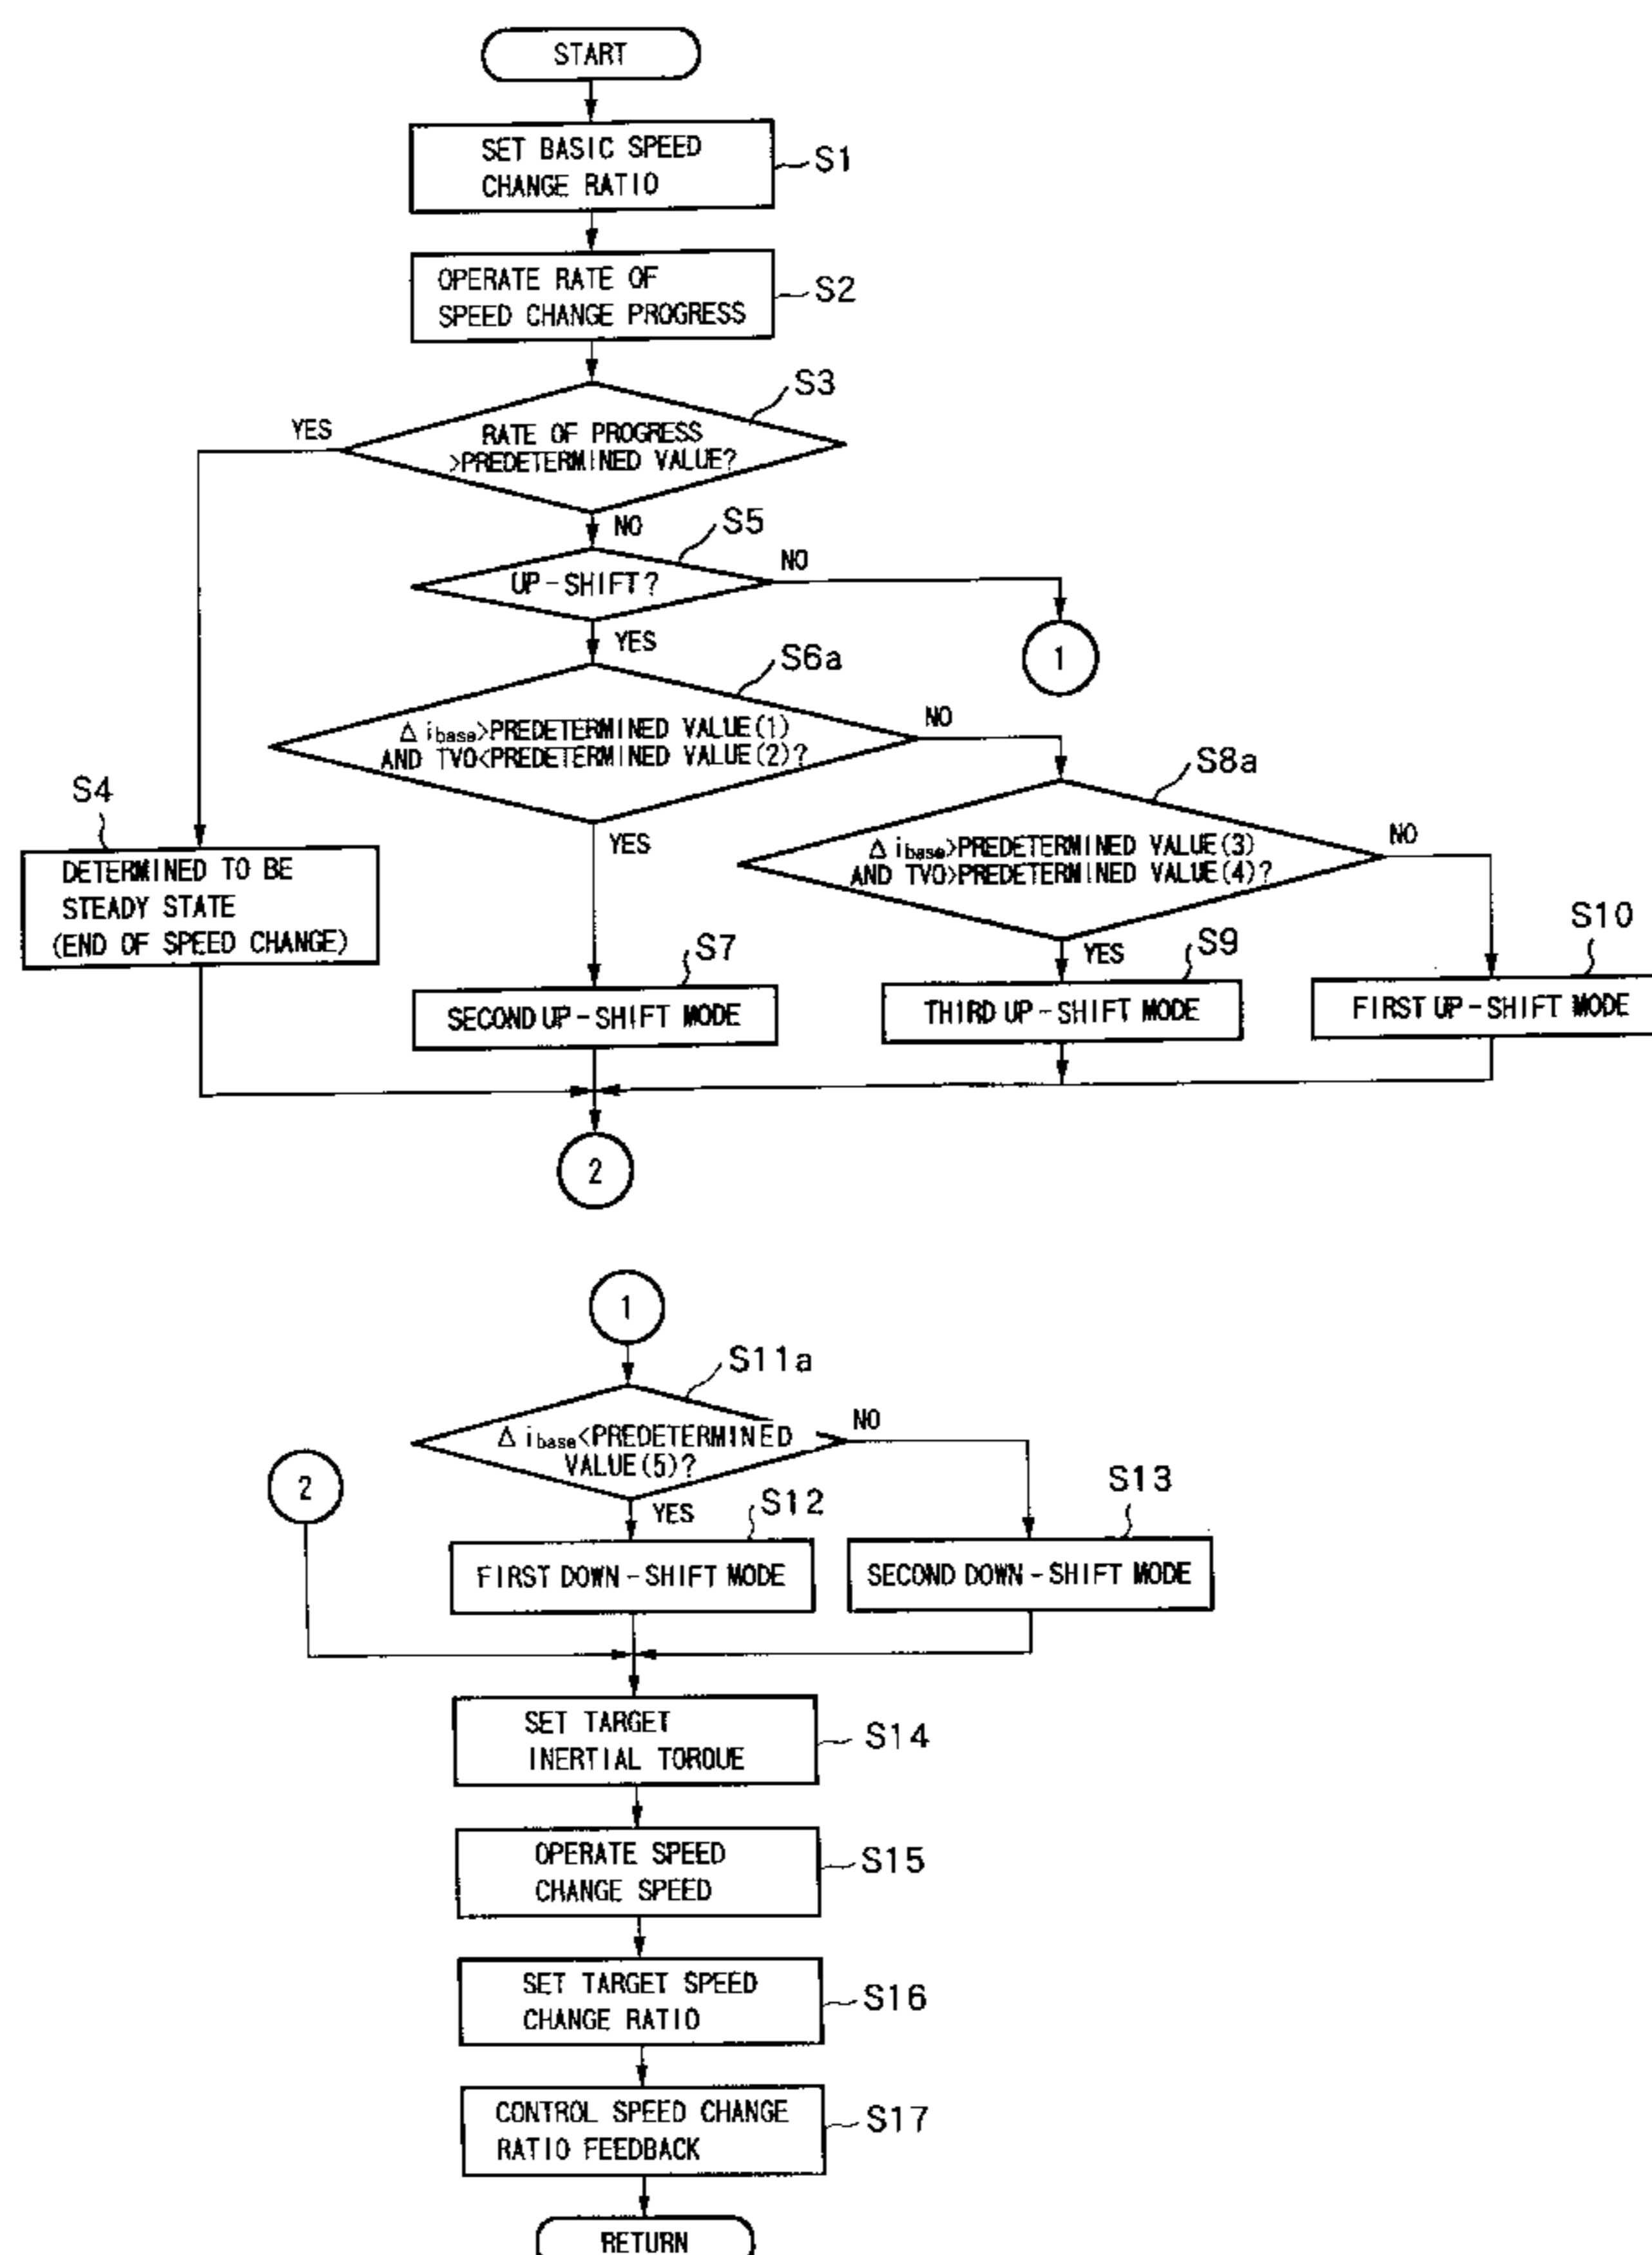 START
SET BASIC SPEED
CHANGE RATIO
S1
OPERATE RATE OF
SPEED CHANGE PROGRESS
S2
S3
YES
RATE OF PROGRESS
>PREDETERMINED VALUE?
NO
S5
NO
UP-SHIFT?
1
YES
S6a
NO
Δ ibase>PREDETERMINED VALUE(1)
AND TVO<PREDETERMINED VALUE(2)?
S8a
S4
YES
NO
Δ ibase>PREDETERMINED VALUE(3)
AND TVO>PREDETERMINED VALUE(4)?
DETERMINED TO BE
STEADY STATE
(END OF SPEED CHANGE)
S7
YES
S9
S10
SECOND UP-SHIFT MODE
THIRD UP-SHIFT MODE
FIRST UP-SHIFT MODE
2
1
S11a
NO
Δ ibase<PREDETERMINED
VALUE(5)?
2
YES
S12
S13
FIRST DOWN-SHIFT MODE
SECOND DOWN-SHIFT MODE
SET TARGET
INERTIAL TORQUE
S14
OPERATE SPEED
CHANGE SPEED
S15
SET TARGET SPEED
CHANGE RATIO
S16
CONTROL SPEED CHANGE
RATIO FEEDBACK
S17
RETURN